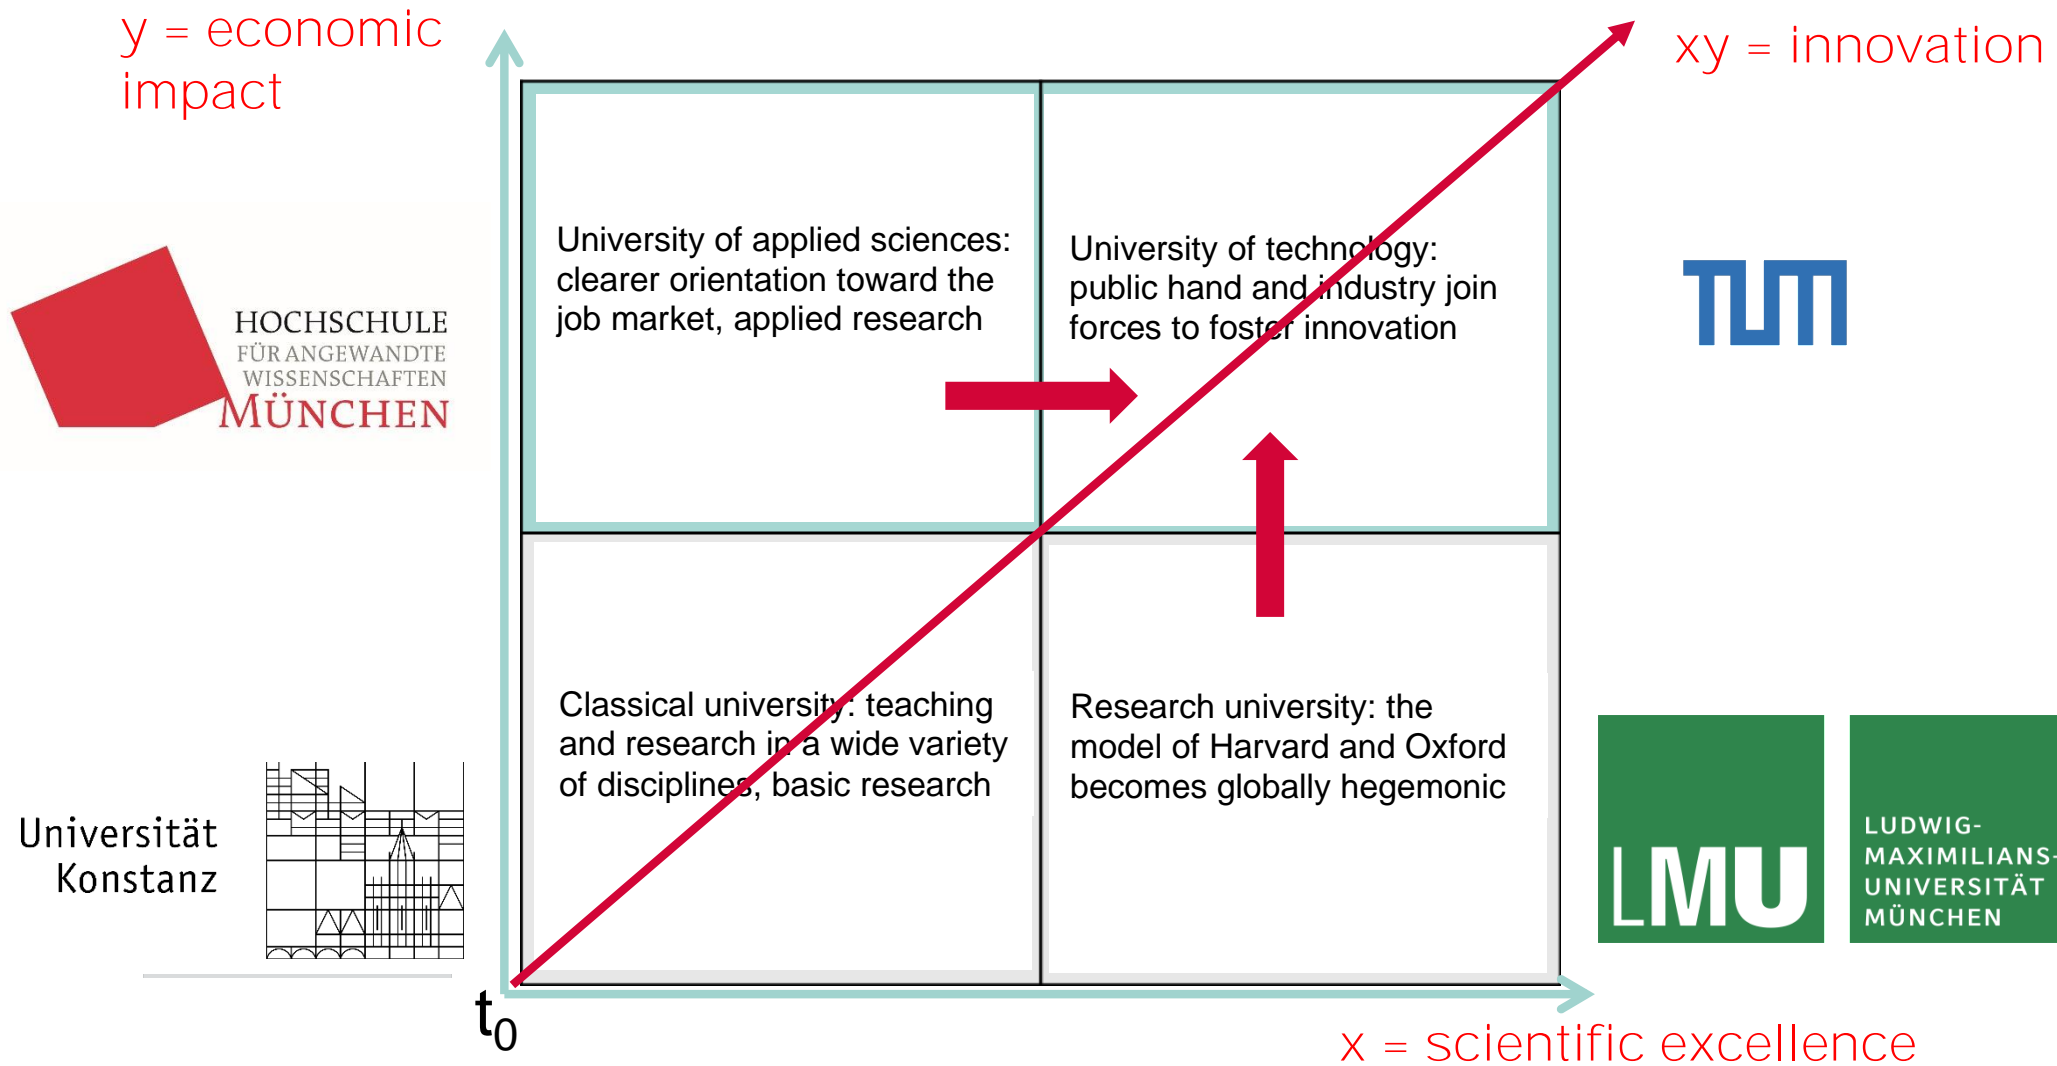 y = economic
impact
xy = innovation
University of applied sciences:
clearer orientation toward the
job market, applied research
University of technology:
public hand and industry join
forces to foster innovation
HOCHSCHULE
FÜR ANGEWANDTE
WISSENSCHAFTEN
MÜNCHEN
TUM
Classical university: teaching
and research in a wide variety
of disciplines, basic research
Research university: the
model of Harvard and Oxford
becomes globally hegemonic
Universität
Konstanz
LMU
LUDWIG-
MAXIMILIANS-
UNIVERSITÄT
MÜNCHEN
t0
x = scientific excellence